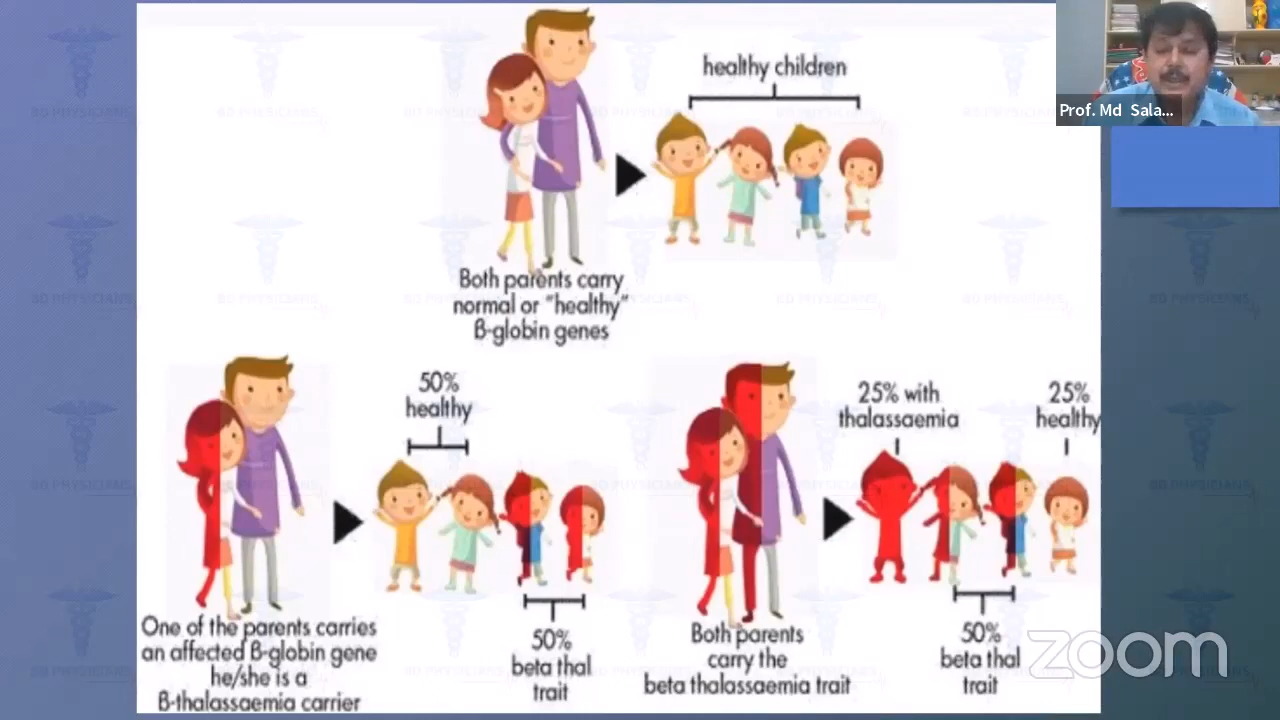 Prof. Md Sala...
healthy children
Both parents carry
normal or "healthy"
β-globin genes
50%
healthy
50%
beta thal
trait
One of the parents carries
an affected β-globin gene
he/she is a
β-thalassaemia carrier
25% with
thalassaemia
25%
healthy
50%
beta thal
trait
Both parents
carry the
beta thalassaemia trait
zoom
BD PHYSICIANS